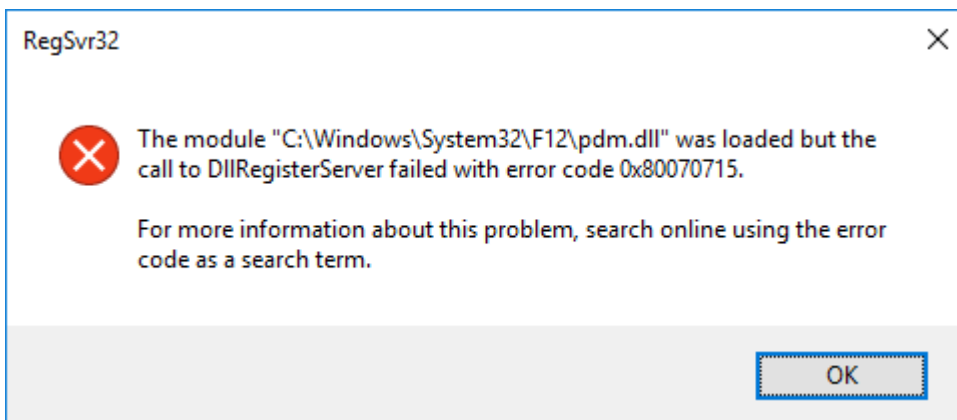 RegSvr32
The module "C:\Windows\System32\F12\pdm.dll" was loaded but the
call to DllRegisterServer failed with error code 0x80070715.
For more information about this problem, search online using the error
code as a search term.
OK